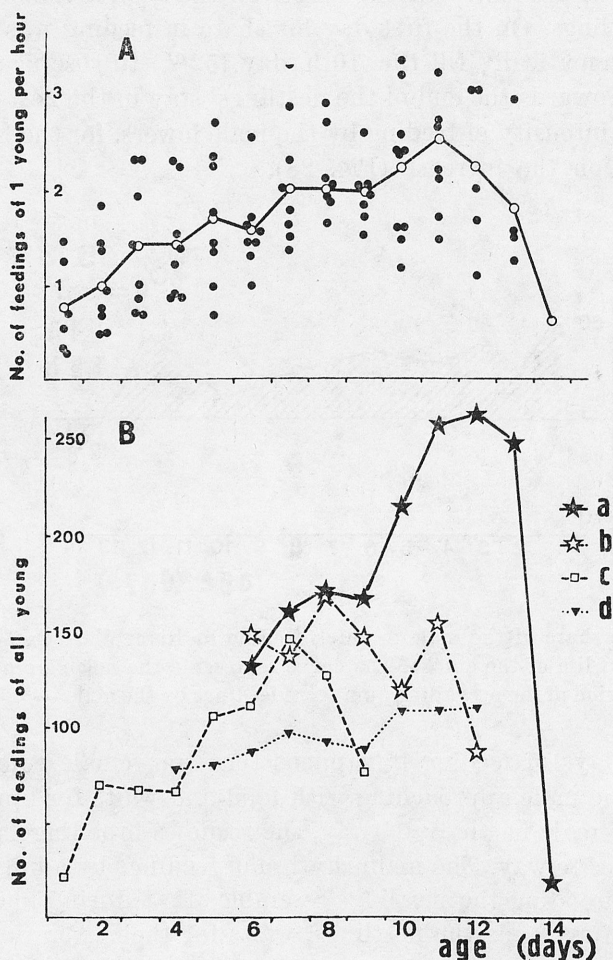 A
No. of feedings of 1 young per hour
3
2
1
B
No. of feedings of all young
250
200
150
100
a
b
c
d
2 4 6 8 10 12 14
age (days)